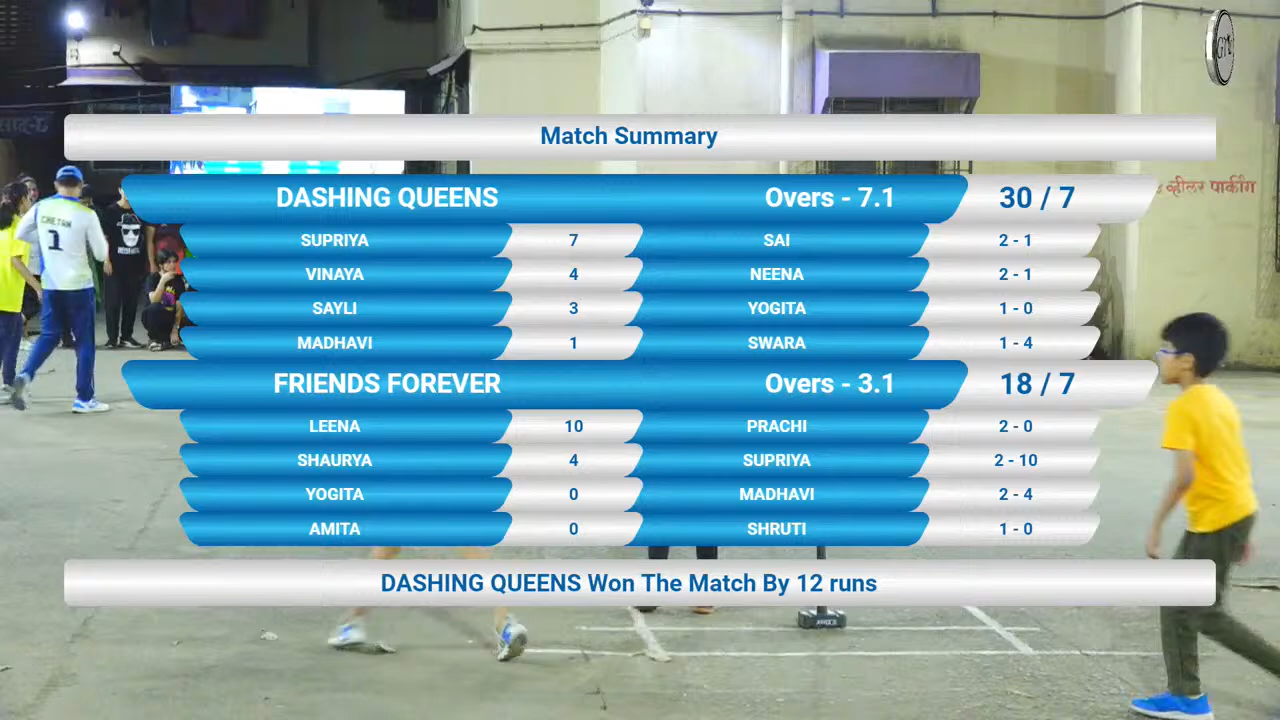 Match Summary
DASHING QUEENS Overs - 7.1 30 / 7
SUPRIYA 7 SAI 2 - 1
VINAYA 4 NEENA 2 - 1
SAYLI 3 YOGITA 1 - 0
MADHAVI 1 SWARA 1 - 4
FRIENDS FOREVER Overs - 3.1 18 / 7
LEENA 10 PRACHI 2 - 0
SHAURYA 4 SUPRIYA 2 - 10
YOGITA 0 MADHAVI 2 - 4
AMITA 0 SHRUTI 1 - 0
DASHING QUEENS Won The Match By 12 runs
CHETAN
1
व्हीलर पार्कींग